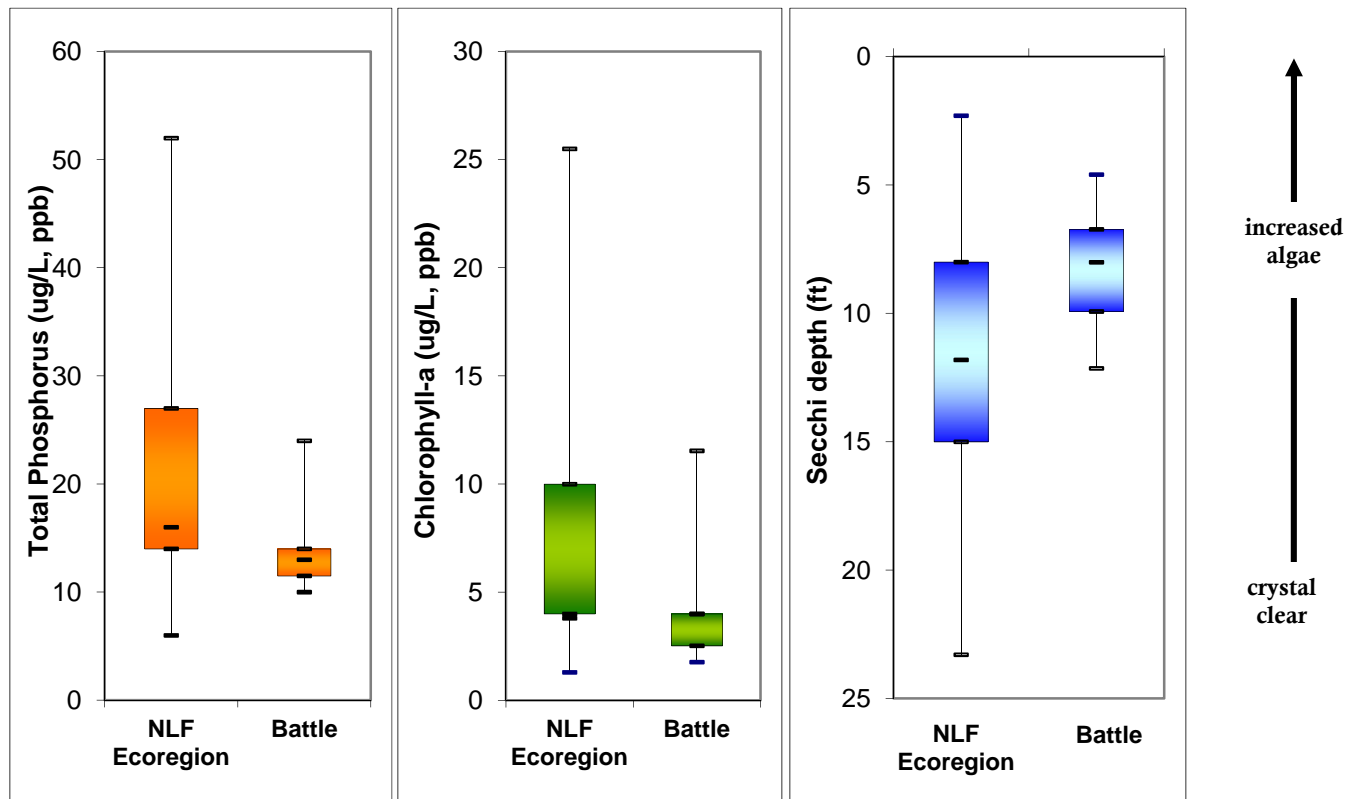 Total Phosphorus (ug/L, ppb)
60
50
40
30
20
10
0
NLF
Ecoregion
Battle
Chlorophyll-a (ug/L, ppb)
30
25
20
15
10
5
0
NLF
Ecoregion
Battle
Secchi depth (ft)
0
5
10
15
20
25
NLF
Ecoregion
Battle
increased
algae
crystal
clear